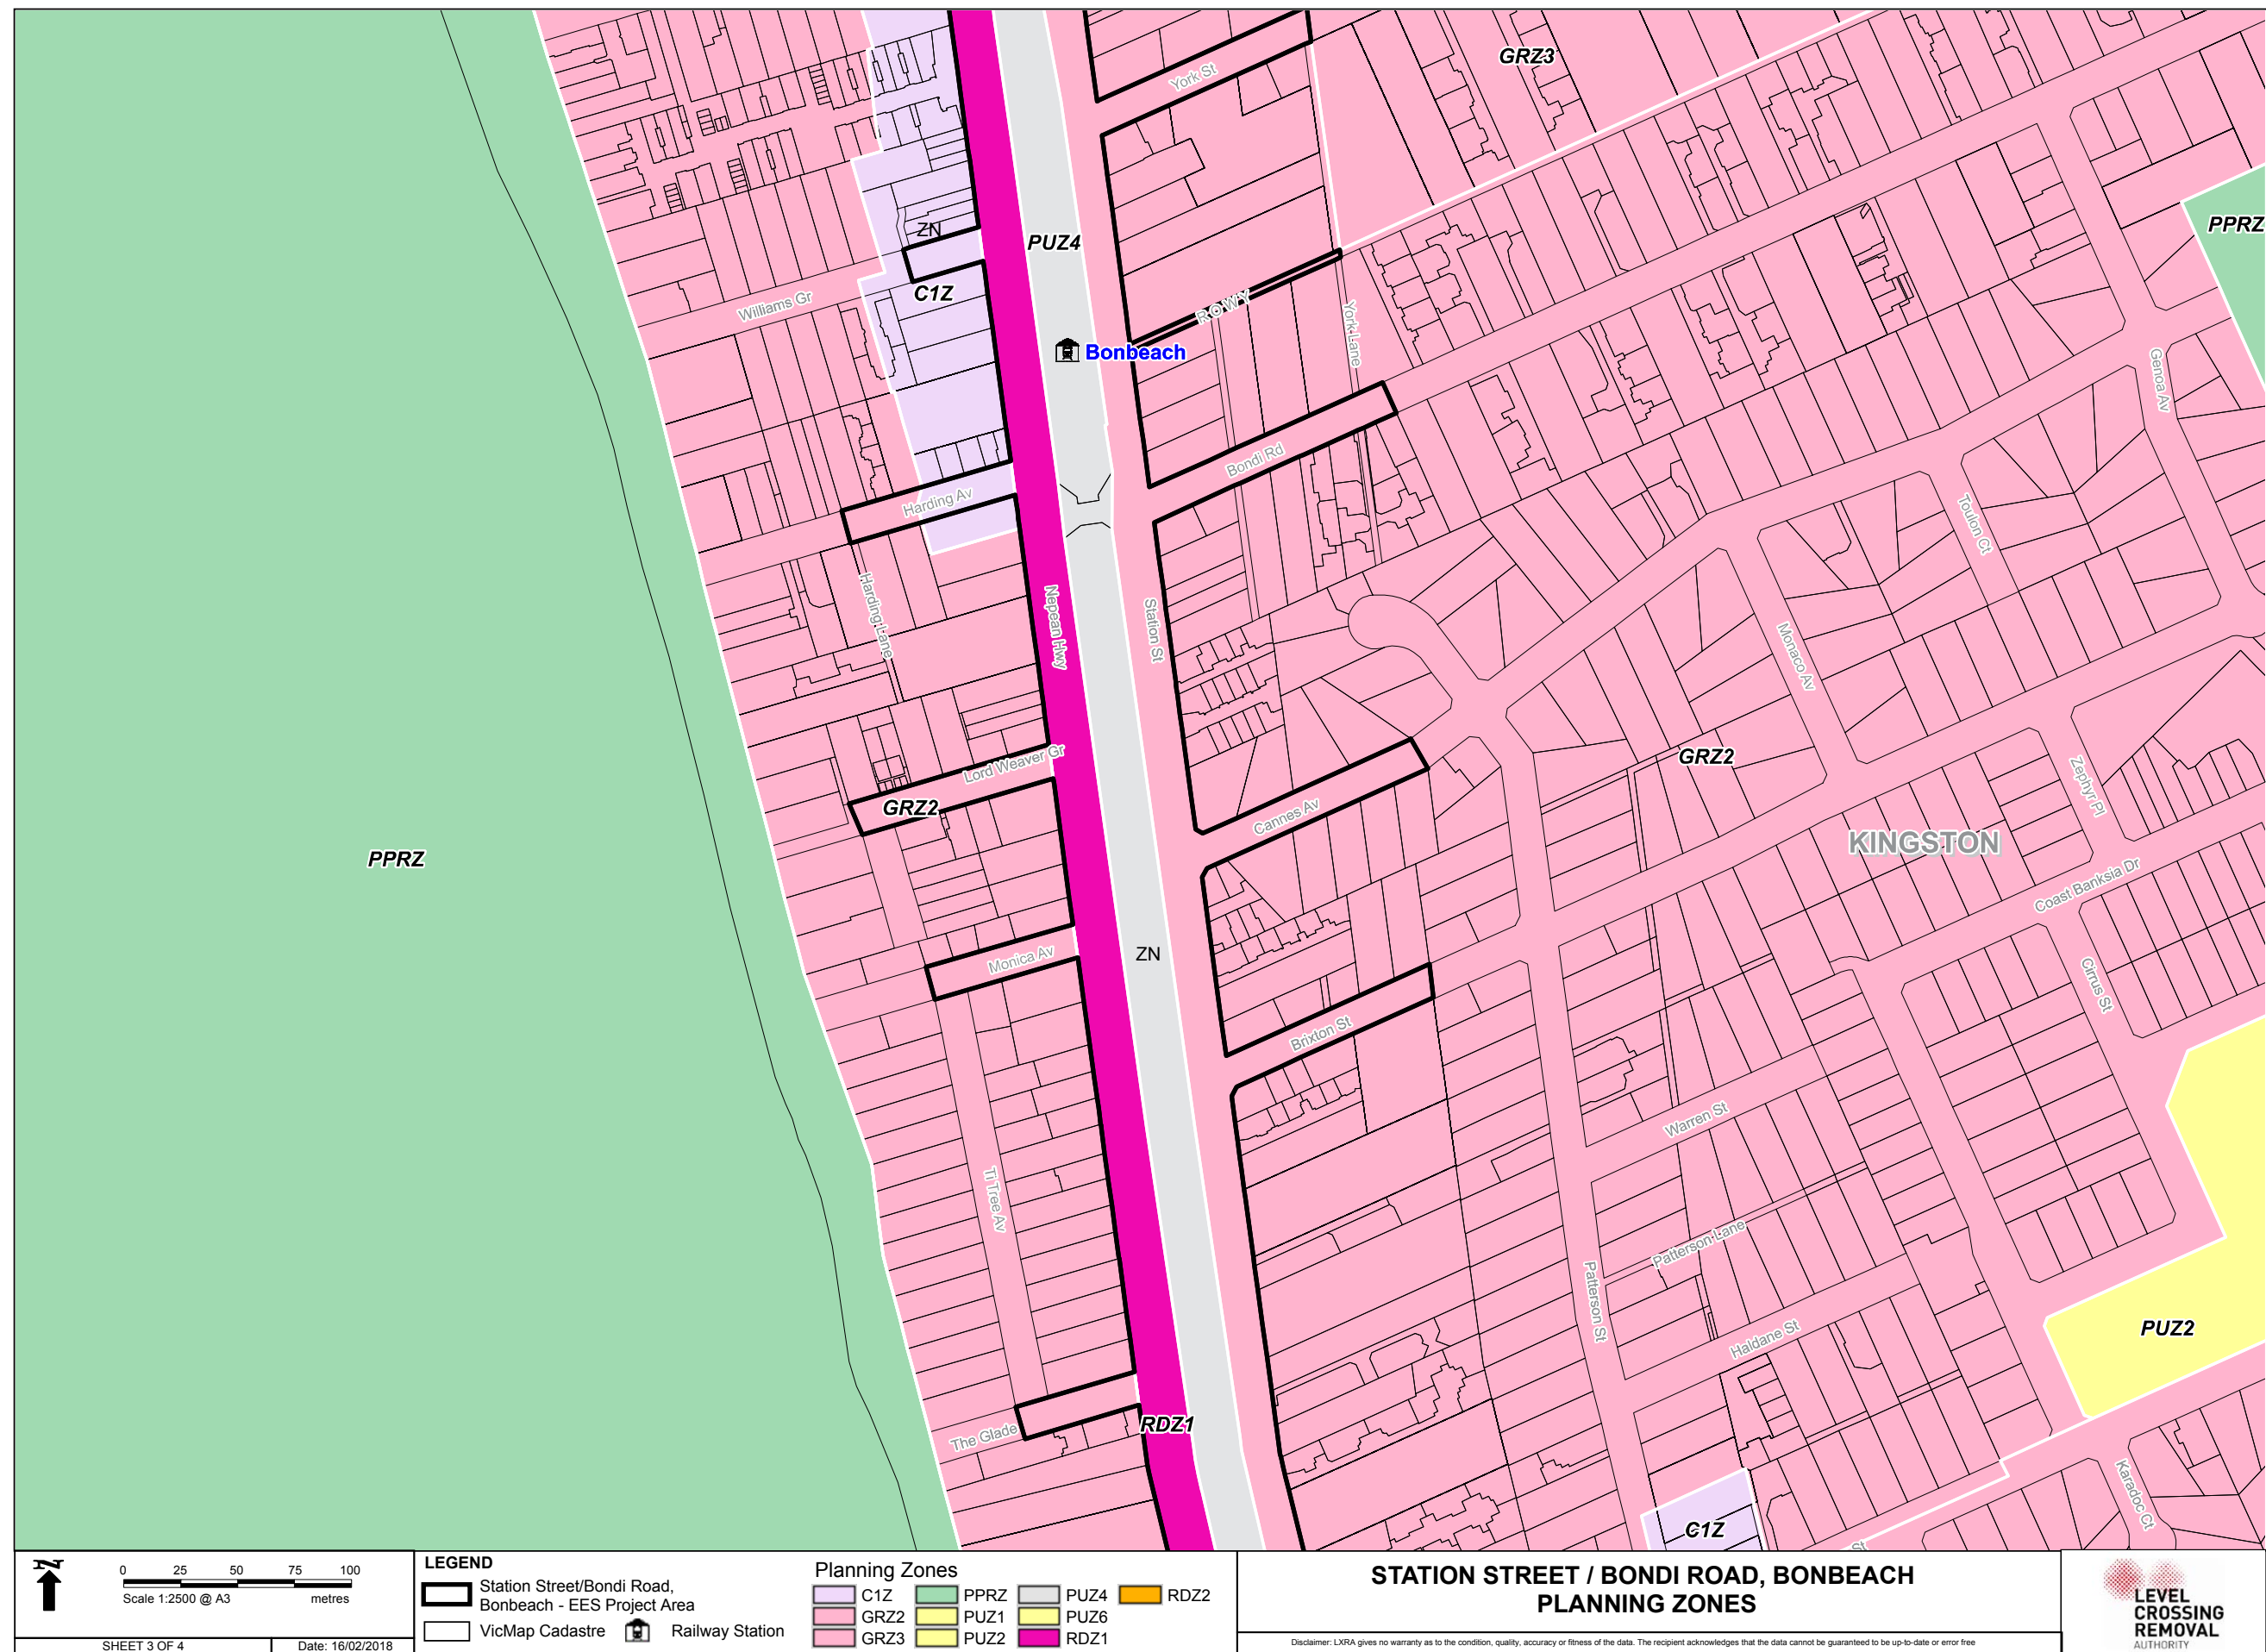 GRZ3
York St
PPRZ
ZN
PUZ4
C1Z
Williams Gr
R O W Y
York Lane
Bonbeach
Genoa Av
Bondi Rd
Harding Av
Toulon Ct
Harding Lane
Nepean Hwy
Station St
Monaco Av
Lord Weaver Gr
GRZ2
GRZ2
Zephyr Pl
Cannes Av
KINGSTON
PPRZ
Coast Banksia Dr
ZN
Monica Av
Cirrus St
Brixton St
Warren St
Ti Tree Av
Patterson Lane
Patterson St
Haldane St
PUZ2
RDZ1
The Glade
Karadoc Ct
C1Z
St
N
0 25 50 75 100
Scale 1:2500 @ A3 metres
SHEET 3 OF 4 Date: 16/02/2018
LEGEND
Station Street/Bondi Road,
Bonbeach - EES Project Area
VicMap Cadastre Railway Station
Planning Zones
C1Z PPRZ PUZ4 RDZ2
GRZ2 PUZ1 PUZ6
GRZ3 PUZ2 RDZ1
STATION STREET / BONDI ROAD, BONBEACH
PLANNING ZONES
Disclaimer: LXRA gives no warranty as to the condition, quality, accuracy or fitness of the data. The recipient acknowledges that the data cannot be guaranteed to be up-to-date or error free
LEVEL
CROSSING
REMOVAL
AUTHORITY